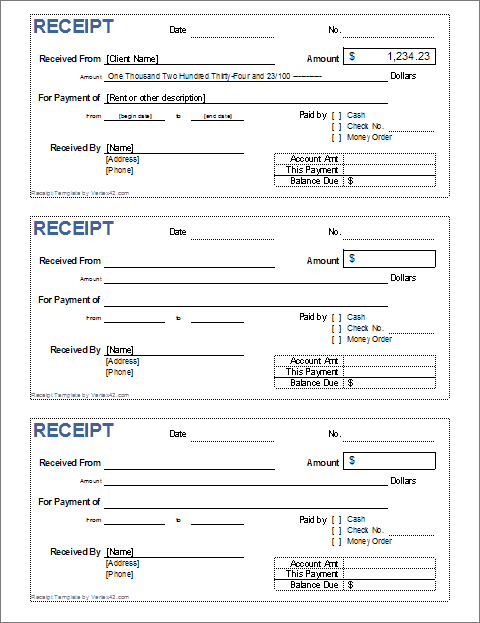 RECEIPT Date No.
Received From [Client Name] Amount $ 1,234.23
Amount One Thousand Two Hundred Thirty-Four and 23/100 ---------- Dollars
For Payment of [Rent or other description]
From [begin date] to [end date] Paid by [ ] Cash
[ ] Check No.
[ ] Money Order
Received By [Name]
[Address] Account Amt
[Phone] This Payment
Balance Due $
Receipt Template by Vertex42.com
RECEIPT Date No.
Received From Amount $
Amount Dollars
For Payment of
From to Paid by [ ] Cash
[ ] Check No.
[ ] Money Order
Received By [Name]
[Address] Account Amt
[Phone] This Payment
Balance Due $
Receipt Template by Vertex42.com
RECEIPT Date No.
Received From Amount $
Amount Dollars
For Payment of
From to Paid by [ ] Cash
[ ] Check No.
[ ] Money Order
Received By [Name]
[Address] Account Amt
[Phone] This Payment
Balance Due $
Receipt Template by Vertex42.com